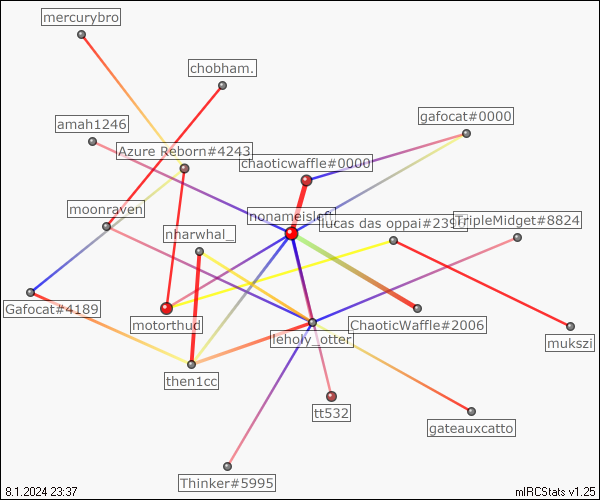 mercurybro
chobham.
gafocat#0000
amah1246
Azure Reborn#4243
chaoticwaffle#0000
moonraven
nonameisleft
lucas das oppai#239
TripleMidget#8824
nharwhal_
Gafocat#4189
motorthud
ChaoticWaffle#2006
leholy_otter
mukszi
then1cc
tt532
gateauxcatto
Thinker#5995
8.1.2024 23:37
mIRCStats v1.25